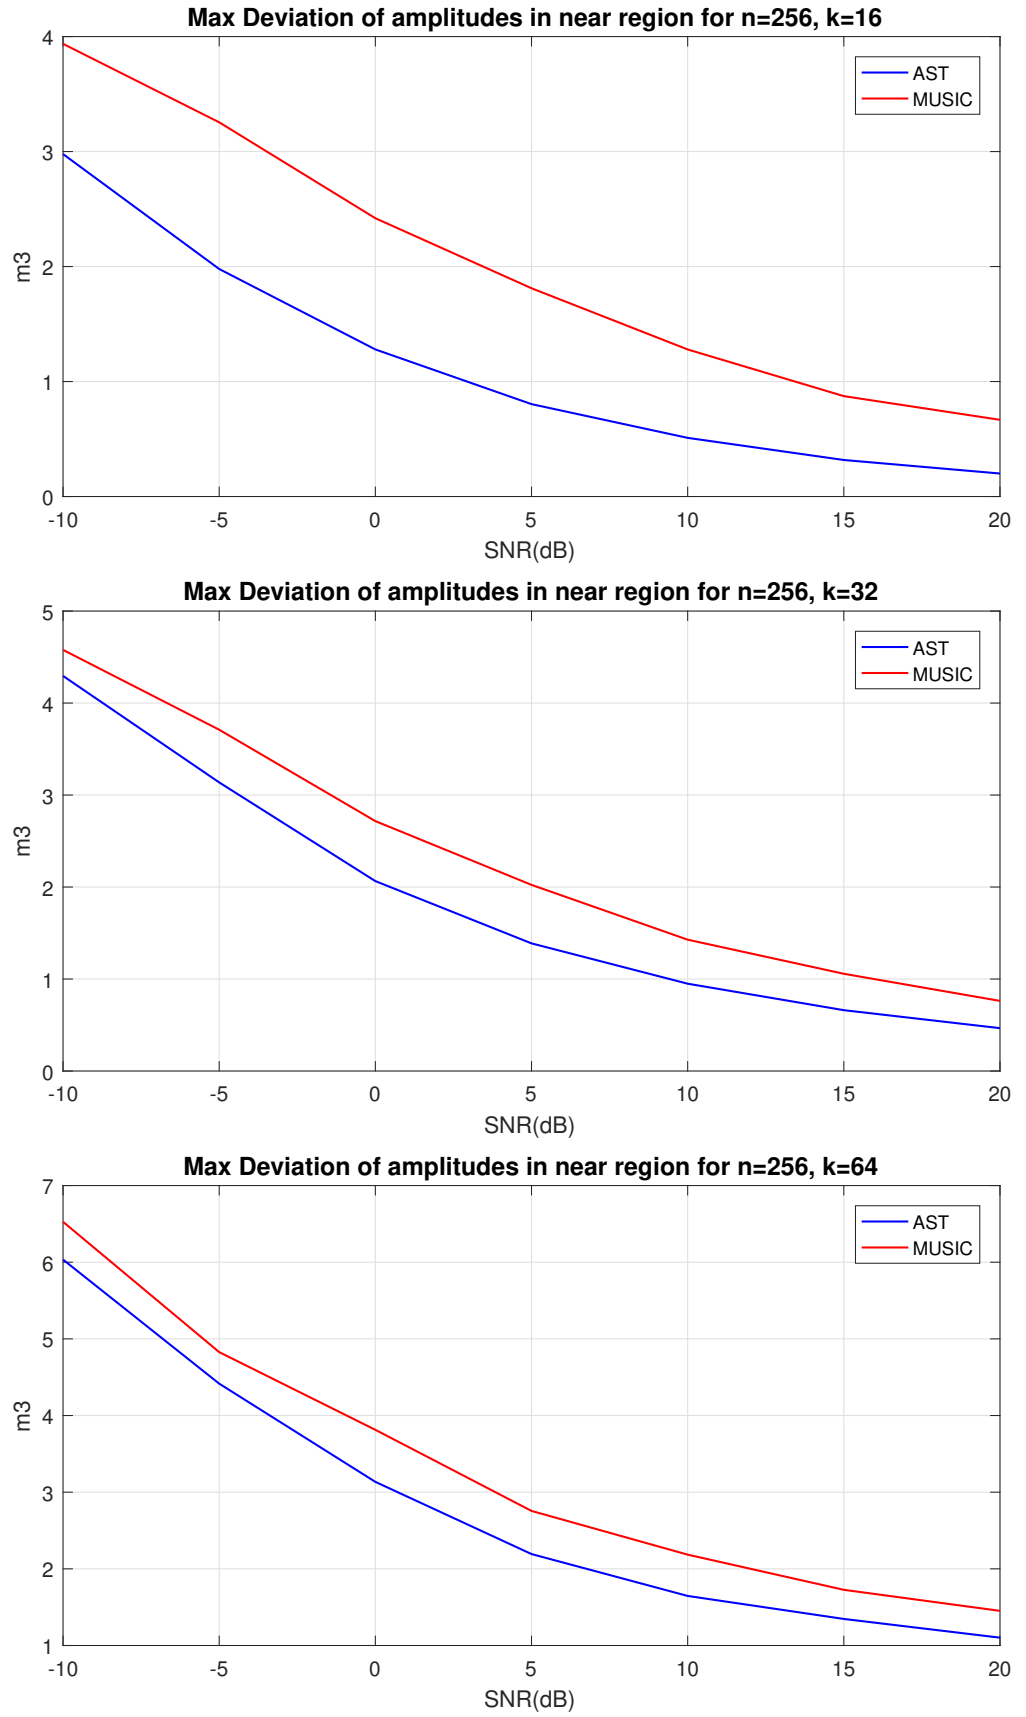 Max Deviation of amplitudes in near region for n=256, k=16
4
3
2
1
0
m3
AST
MUSIC
-10 -5 0 5 10 15 20
SNR(dB)
Max Deviation of amplitudes in near region for n=256, k=32
5
4
3
2
1
0
m3
AST
MUSIC
-10 -5 0 5 10 15 20
SNR(dB)
Max Deviation of amplitudes in near region for n=256, k=64
7
6
5
4
3
2
1
m3
AST
MUSIC
-10 -5 0 5 10 15 20
SNR(dB)